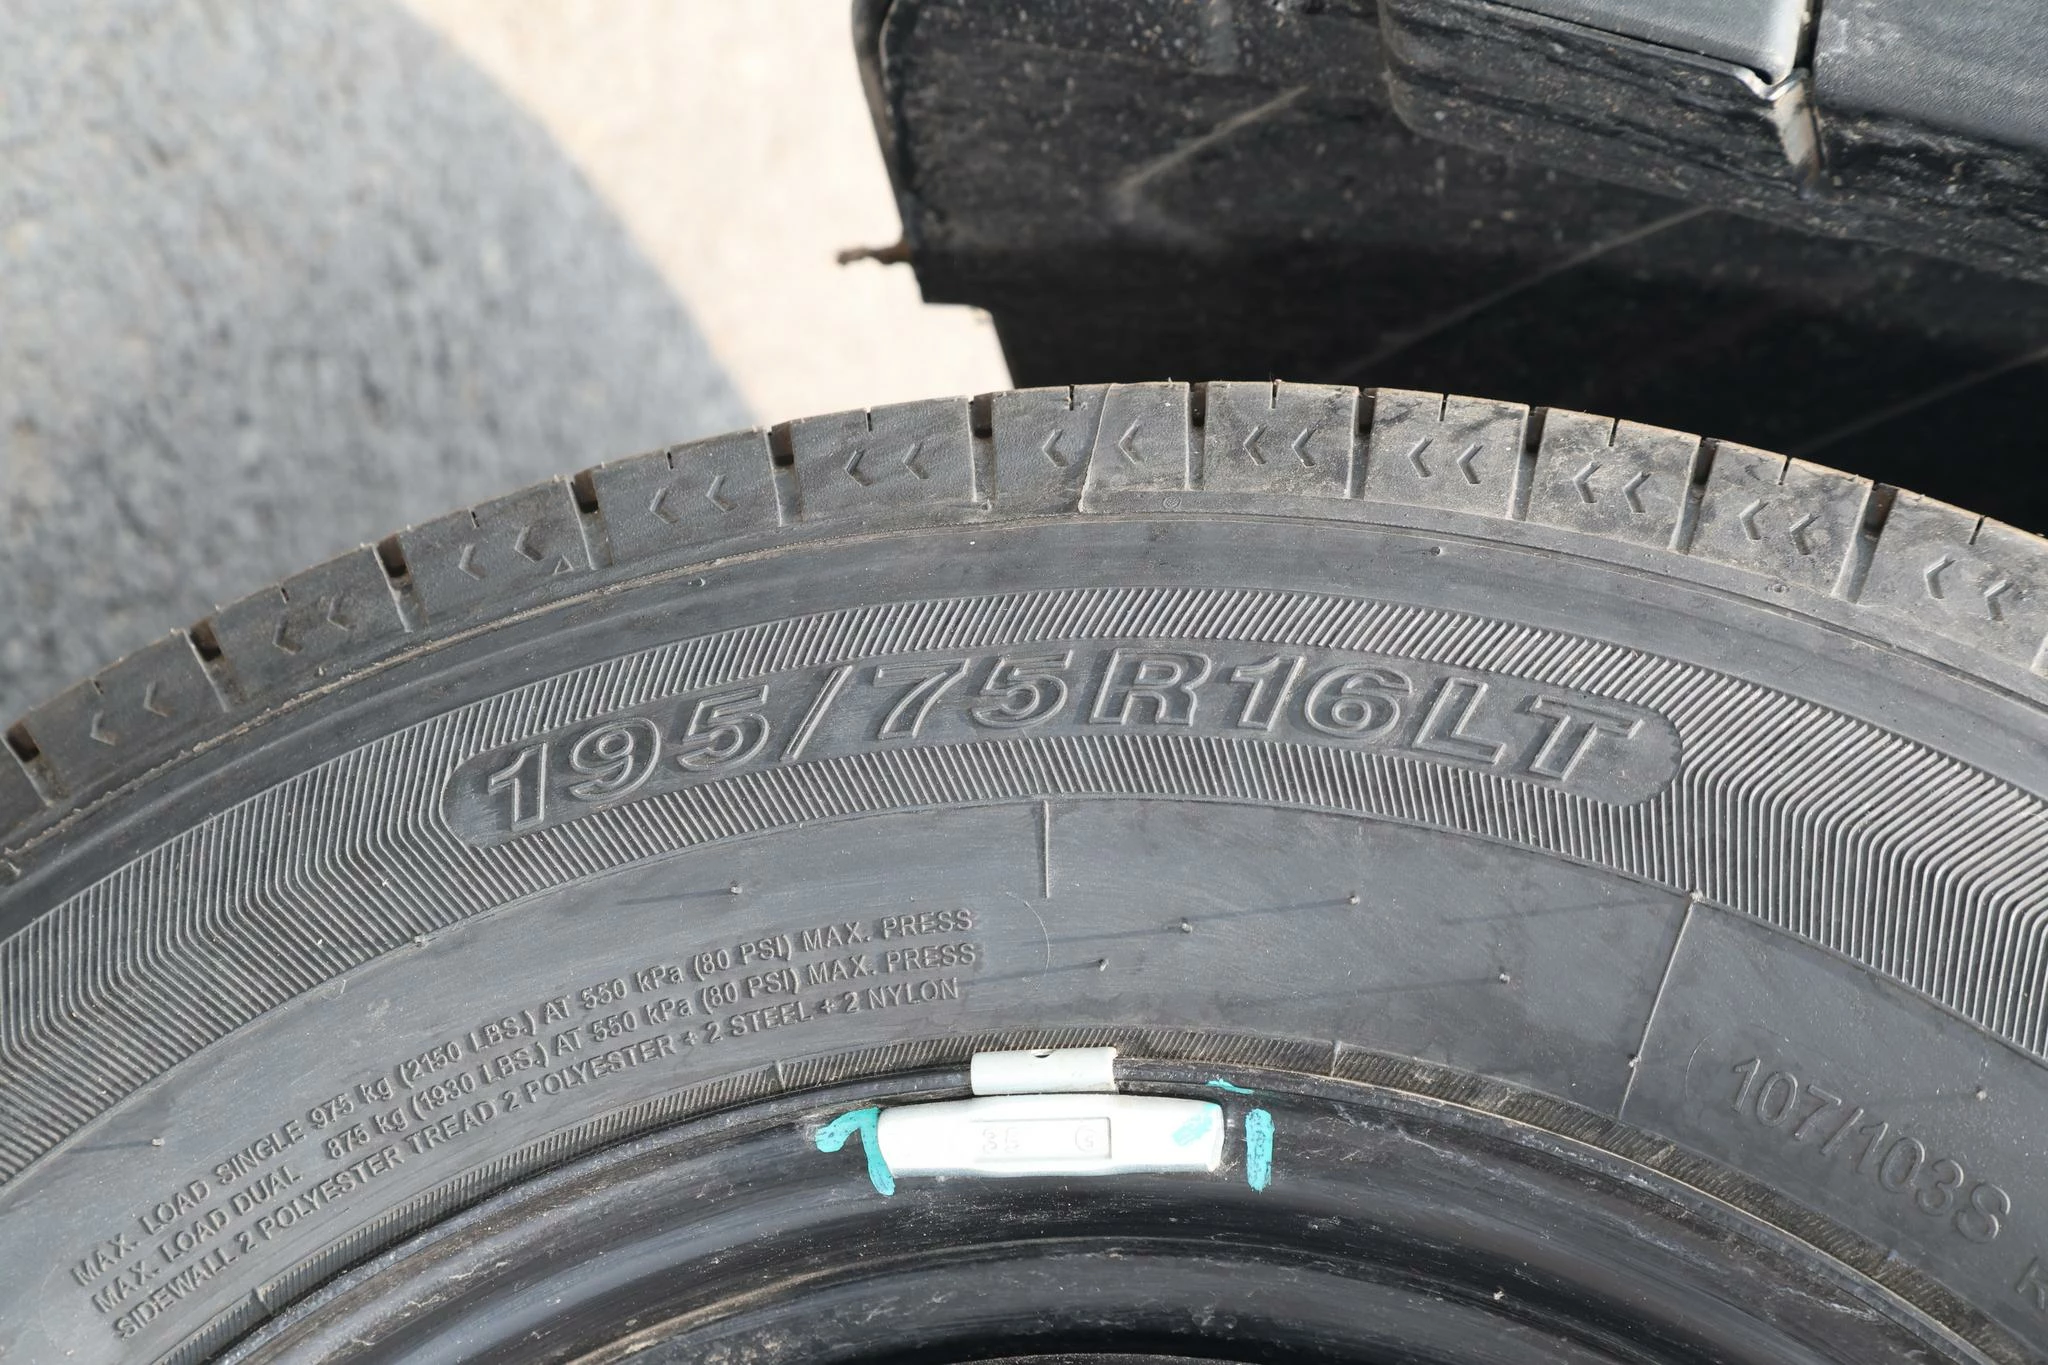 195/75R16LT
MAX. LOAD SINGLE 975 kg (2150 LBS.) AT 550 kPa (80 PSI) MAX. PRESS
MAX. LOAD DUAL 875 kg (1930 LBS.) AT 550 kPa (80 PSI) MAX. PRESS
SIDEWALL 2 POLYESTER TREAD 2 POLYESTER + 2 STEEL + 2 NYLON
35
107/103S